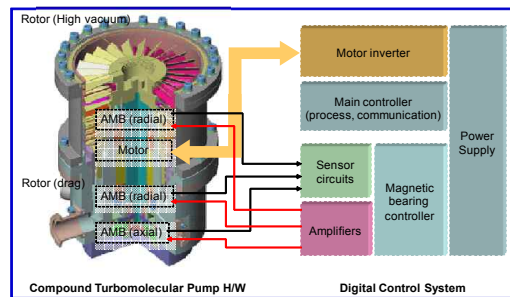 Rotor (High vacuum)
AMB (radial)
Motor
Rotor (drag)
AMB (radial)
AMB (axial)
Compound Turbomolecular Pump H/W
Motor inverter
Main controller
(process, communication)
Sensor
circuits
Amplifiers
Magnetic
bearing
controller
Power
Supply
Digital Control System